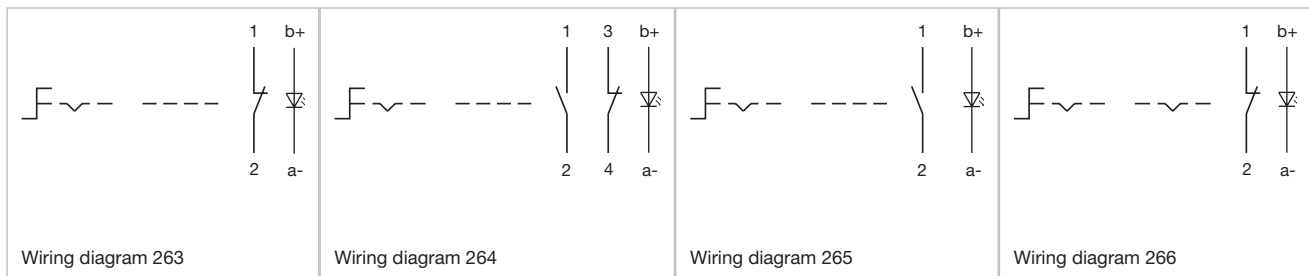 1 b+
2 a-
Wiring diagram 263
1 3 b+
2 4 a-
Wiring diagram 264
1 b+
2 a-
Wiring diagram 265
1 b+
2 a-
Wiring diagram 266